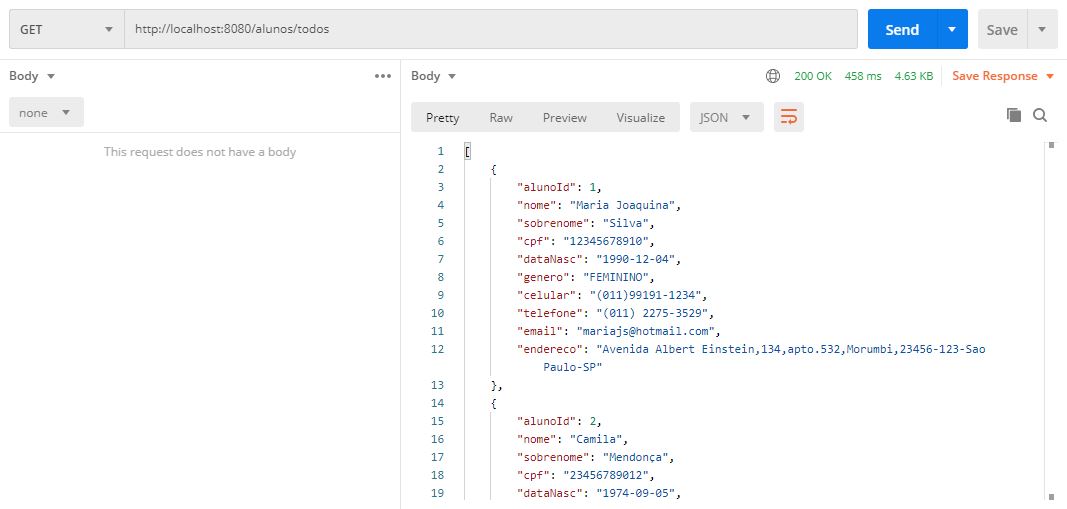 GET http://localhost:8080/alunos/todos Send Save
Body
none
This request does not have a body
Body 200 OK 458 ms 4.63 KB Save Response
Pretty Raw Preview Visualize JSON
1 [
2 {
3 "alunoId": 1,
4 "nome": "Maria Joaquina",
5 "sobrenome": "Silva",
6 "cpf": "12345678910",
7 "dataNasc": "1990-12-04",
8 "genero": "FEMININO",
9 "celular": "(011)99191-1234",
10 "telefone": "(011) 2275-3529",
11 "email": "mariajs@hotmail.com",
12 "endereco": "Avenida Albert Einstein,134,apto.532,Morumbi,23456-123-Sao
Paulo-SP"
13 },
14 {
15 "alunoId": 2,
16 "nome": "Camila",
17 "sobrenome": "Mendonça",
18 "cpf": "23456789012",
19 "dataNasc": "1974-09-05",